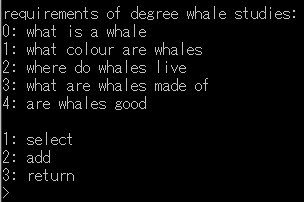 requirements of degree whale studies:
0: what is a whale
1: what colour are whales
2: where do whales live
3: what are whales made of
4: are whales good

1: select
2: add
3: return
>